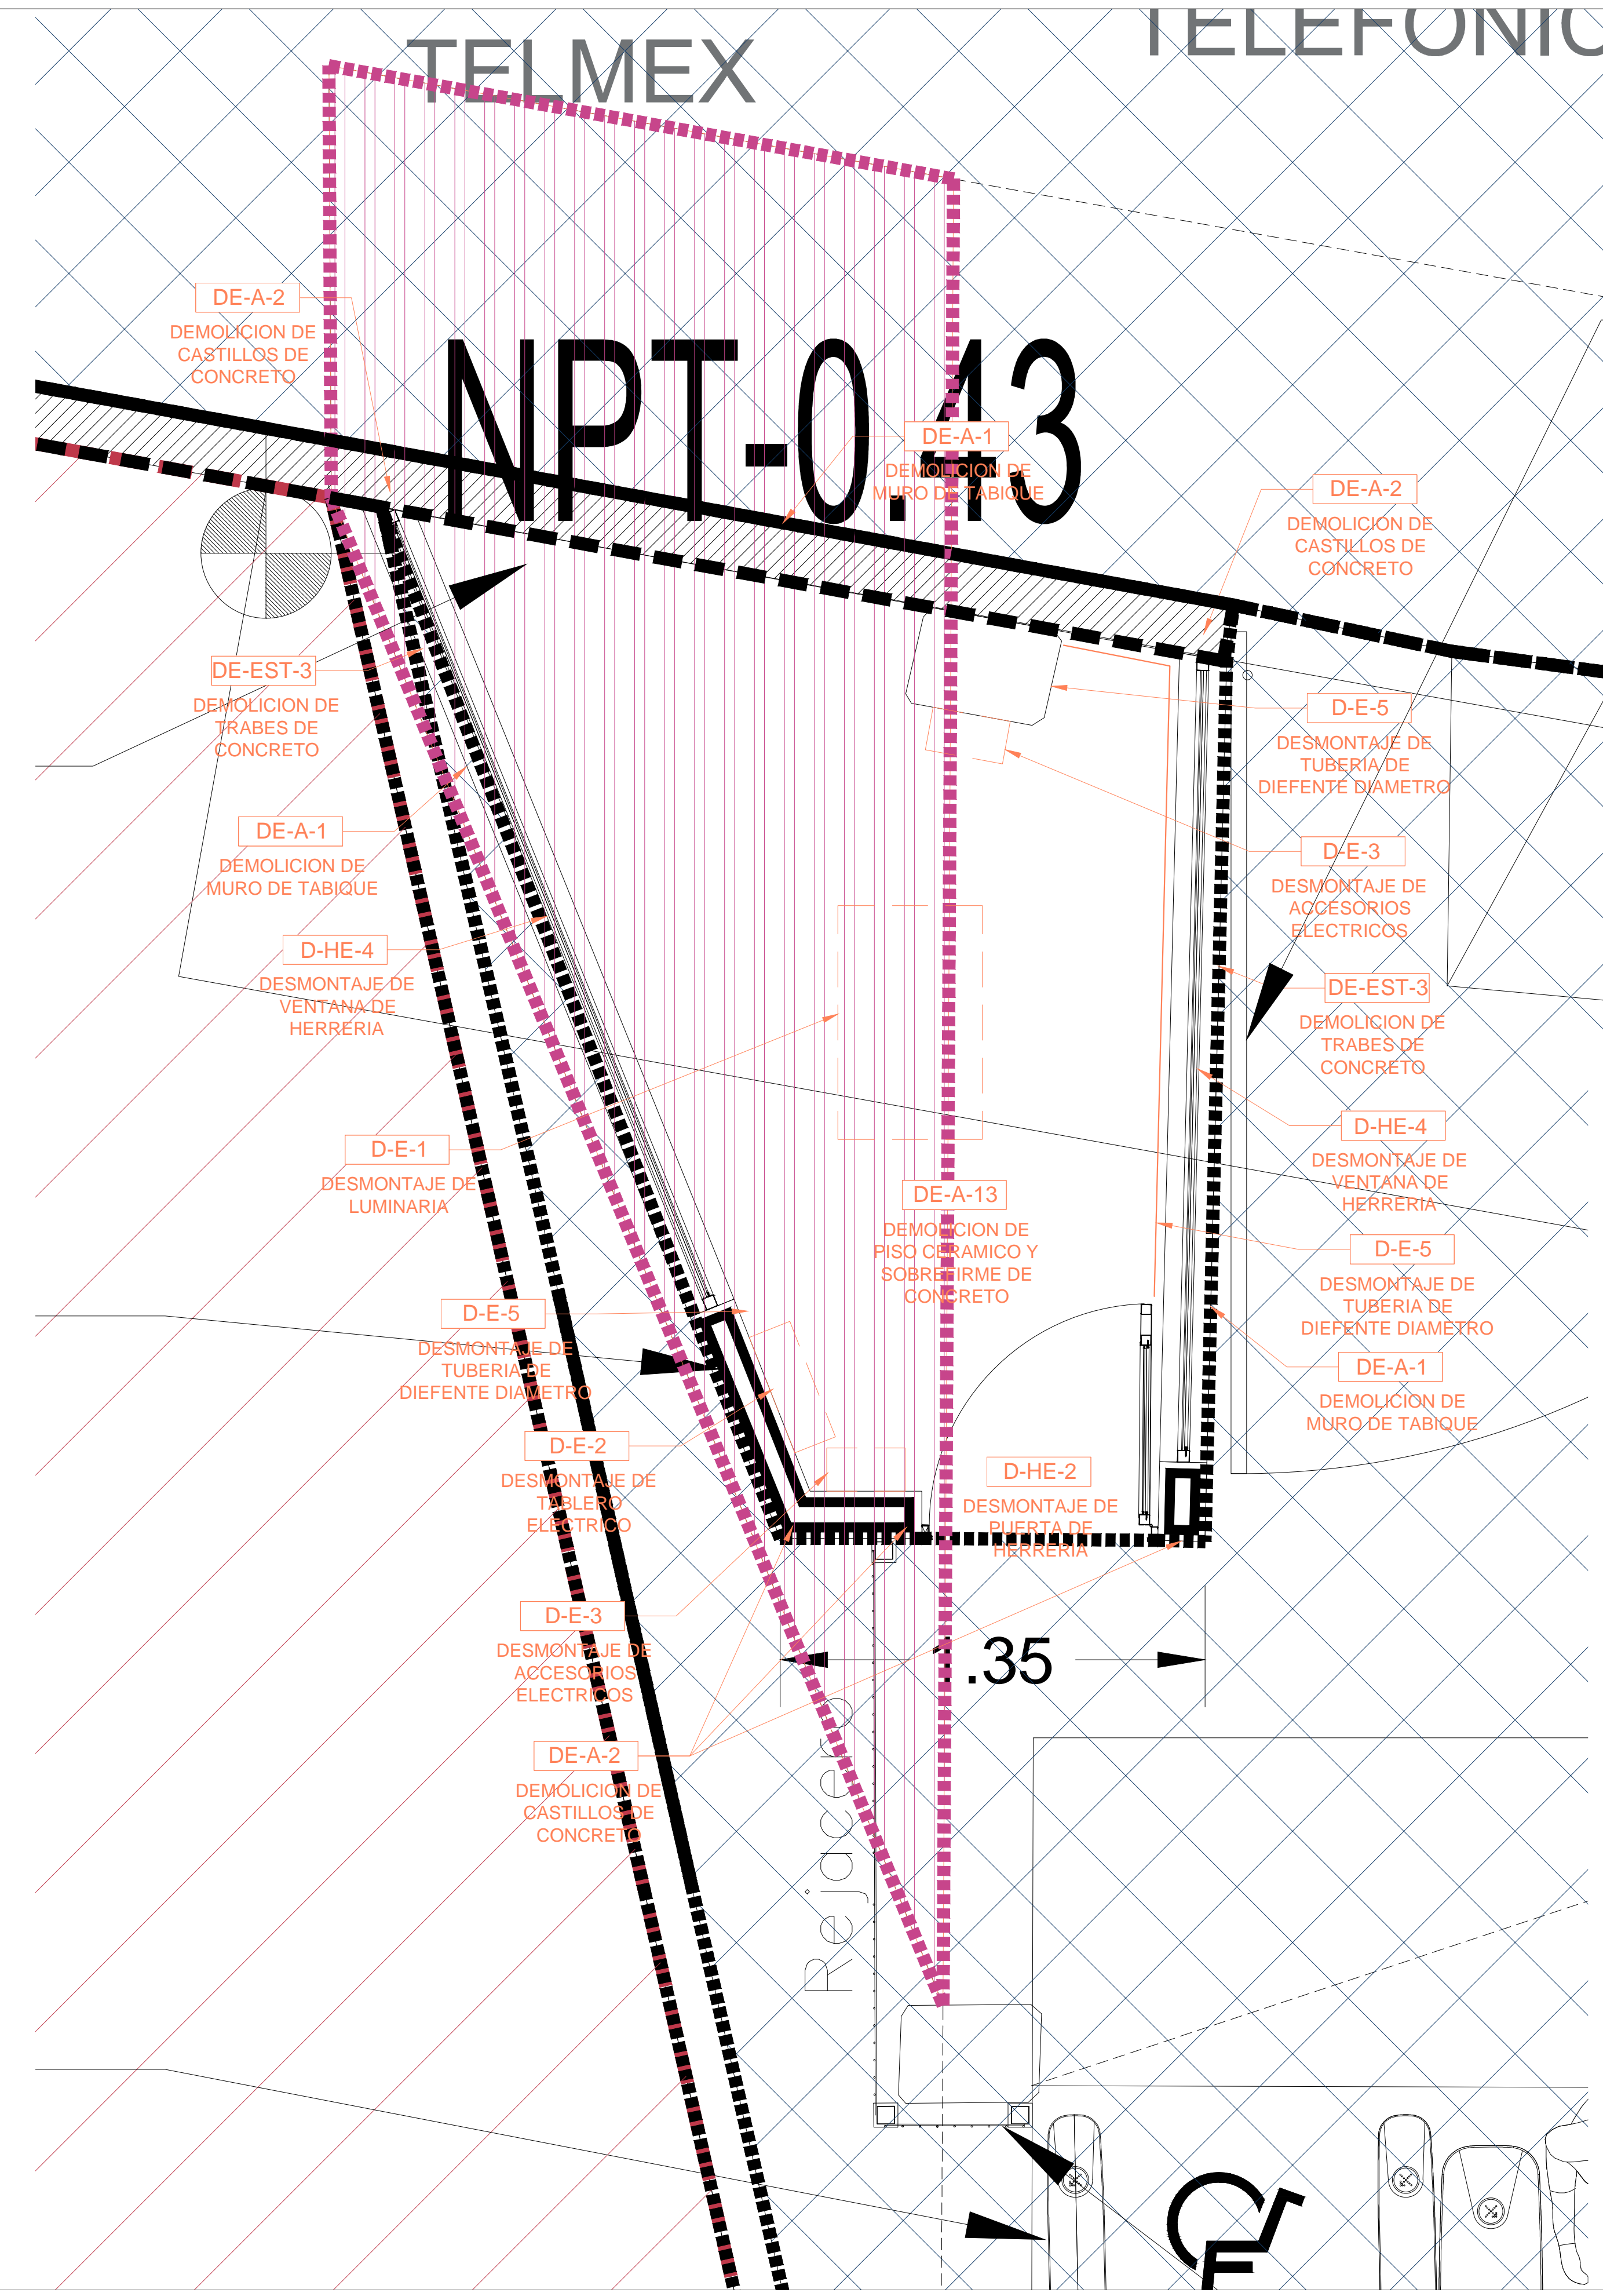 TELMEX
DE-A-2
DEMOLICION DE
CASTILLOS DE
CONCRETO
NPT-0.43
DE-A-1
DEMOLICION DE
MURO DE TABIQUE
DE-A-2
DEMOLICION DE
CASTILLOS DE
CONCRETO
DE-EST-3
DEMOLICION DE
TRABES DE
CONCRETO
D-E-5
DESMONTAJE DE
TUBERIA DE
DIEFENTE DIAMETRO
DE-A-1
DEMOLICION DE
MURO DE TABIQUE
D-E-3
DESMONTAJE DE
ACCESORIOS
ELECTRICOS
D-HE-4
DESMONTAJE DE
VENTANA DE
HERRERIA
DE-EST-3
DEMOLICION DE
TRABES DE
CONCRETO
D-E-1
DESMONTAJE DE
LUMINARIA
D-HE-4
DESMONTAJE DE
VENTANA DE
HERRERIA
DE-A-13
DEMOLICION DE
PISO CERAMICO Y
SOBREFIRME DE
CONCRETO
D-E-5
DESMONTAJE DE
TUBERIA DE
DIEFENTE DIAMETRO
D-E-5
DESMONTAJE DE
TUBERIA DE
DIEFENTE DIAMETRO
DE-A-1
DEMOLICION DE
MURO DE TABIQUE
D-E-2
DESMONTAJE DE
TABLERO
ELECTRICO
D-HE-2
DESMONTAJE DE
PUERTA DE
HERRERIA
D-E-3
DESMONTAJE DE
ACCESORIOS
ELECTRICOS
.35
DE-A-2
DEMOLICION DE
CASTILLOS DE
CONCRETO
Rejacero